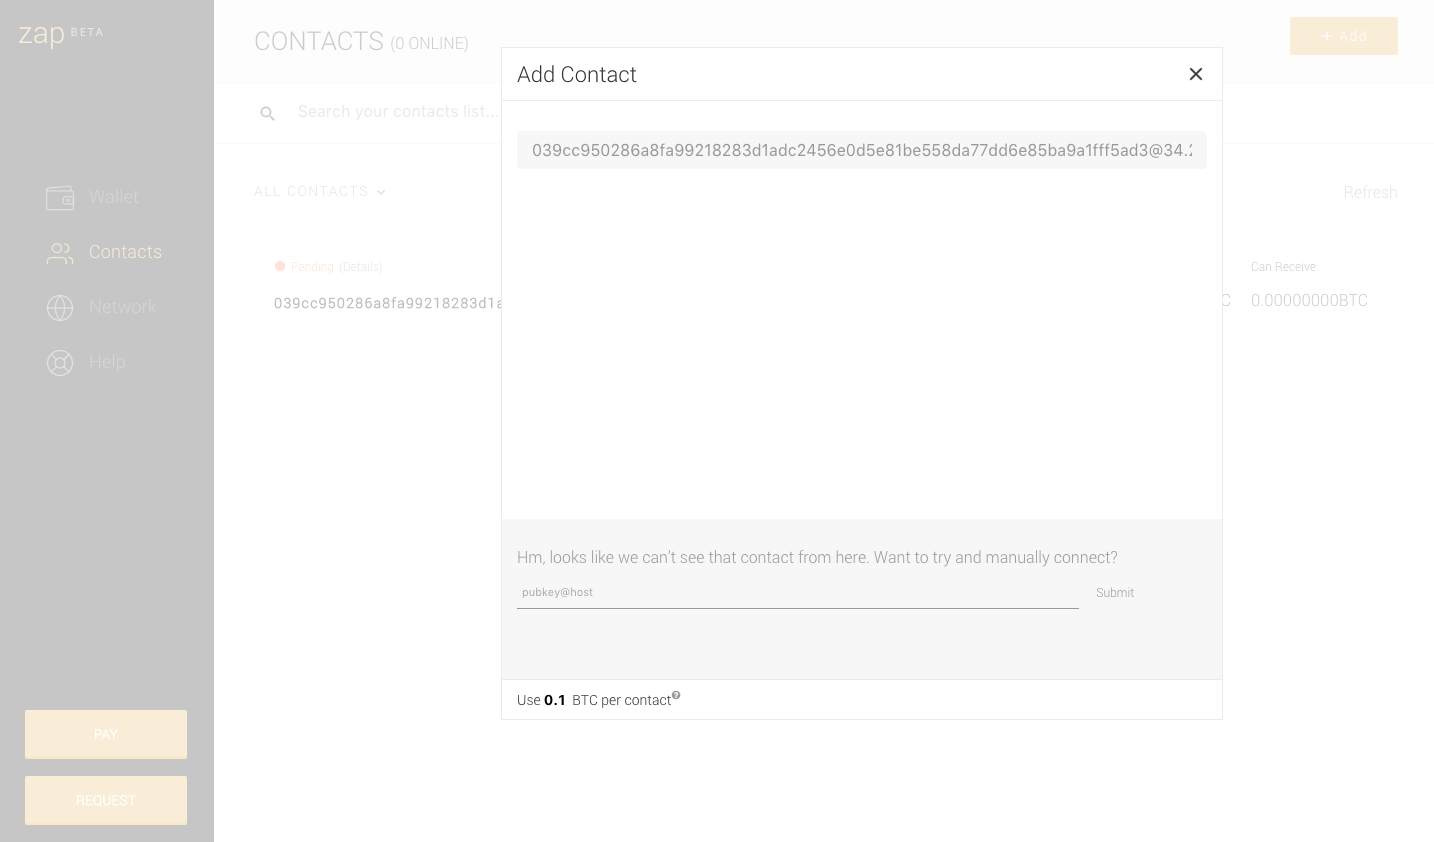 zap BETA
CONTACTS (0 ONLINE)
+ Add
Add Contact
Search your contacts list...
039cc950286a8fa99218283d1adc2456e0d5e81be558da77dd6e85ba9a1fff5ad3@34.2
ALL CONTACTS
Refresh
Wallet
Contacts
Network
Help
Pending (Details)
Can Receive
039cc950286a8fa99218283d1a
C
0.00000000BTC
Hm, looks like we can't see that contact from here. Want to try and manually connect?
pubkey@host
Submit
Use 0.1 BTC per contact
PAY
REQUEST